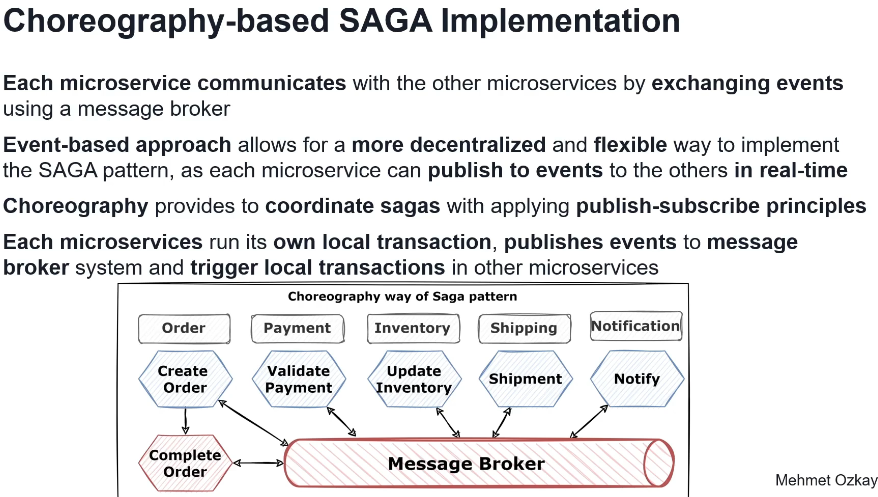 Choreography-based SAGA Implementation
Each microservice communicates with the other microservices by exchanging events
using a message broker
Event-based approach allows for a more decentralized and flexible way to implement
the SAGA pattern, as each microservice can publish to events to the others in real-time
Choreography provides to coordinate sagas with applying publish-subscribe principles
Each microservices run its own local transaction, publishes events to message
broker system and trigger local transactions in other microservices
Choreography way of Saga pattern
Order
Payment
Inventory
Shipping
Notification
Create
Order
Validate
Payment
Update
Inventory
Shipment
Notify
Complete
Order
Message Broker
Mehmet Ozkay